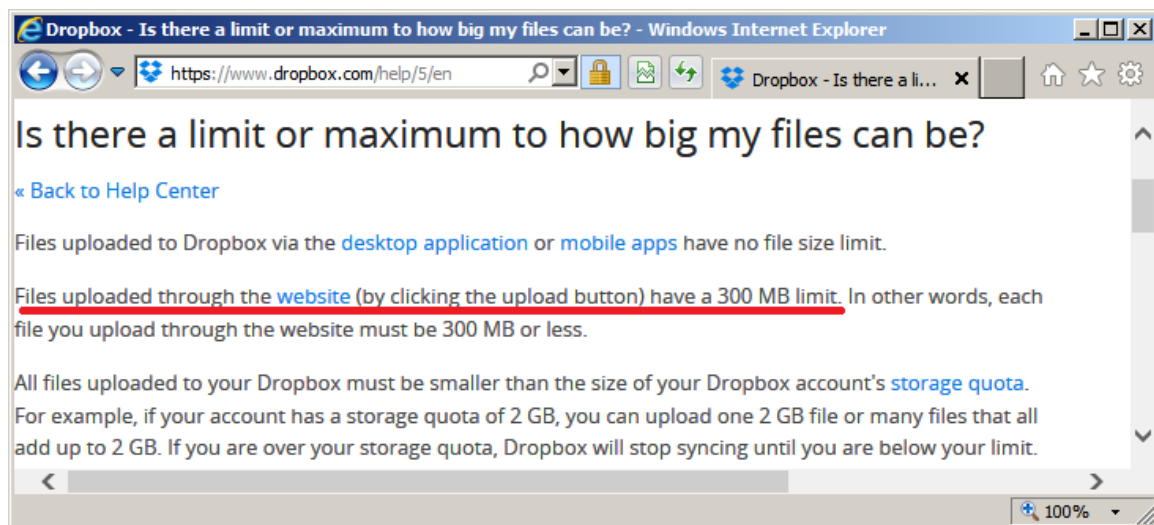 Dropbox - Is there a limit or maximum to how big my files can be? - Windows Internet Explorer
https://www.dropbox.com/help/5/en
Dropbox - Is there a li...
Is there a limit or maximum to how big my files can be?
« Back to Help Center
Files uploaded to Dropbox via the desktop application or mobile apps have no file size limit.
Files uploaded through the website (by clicking the upload button) have a 300 MB limit. In other words, each
file you upload through the website must be 300 MB or less.
All files uploaded to your Dropbox must be smaller than the size of your Dropbox account's storage quota.
For example, if your account has a storage quota of 2 GB, you can upload one 2 GB file or many files that all
add up to 2 GB. If you are over your storage quota, Dropbox will stop syncing until you are below your limit.
100%